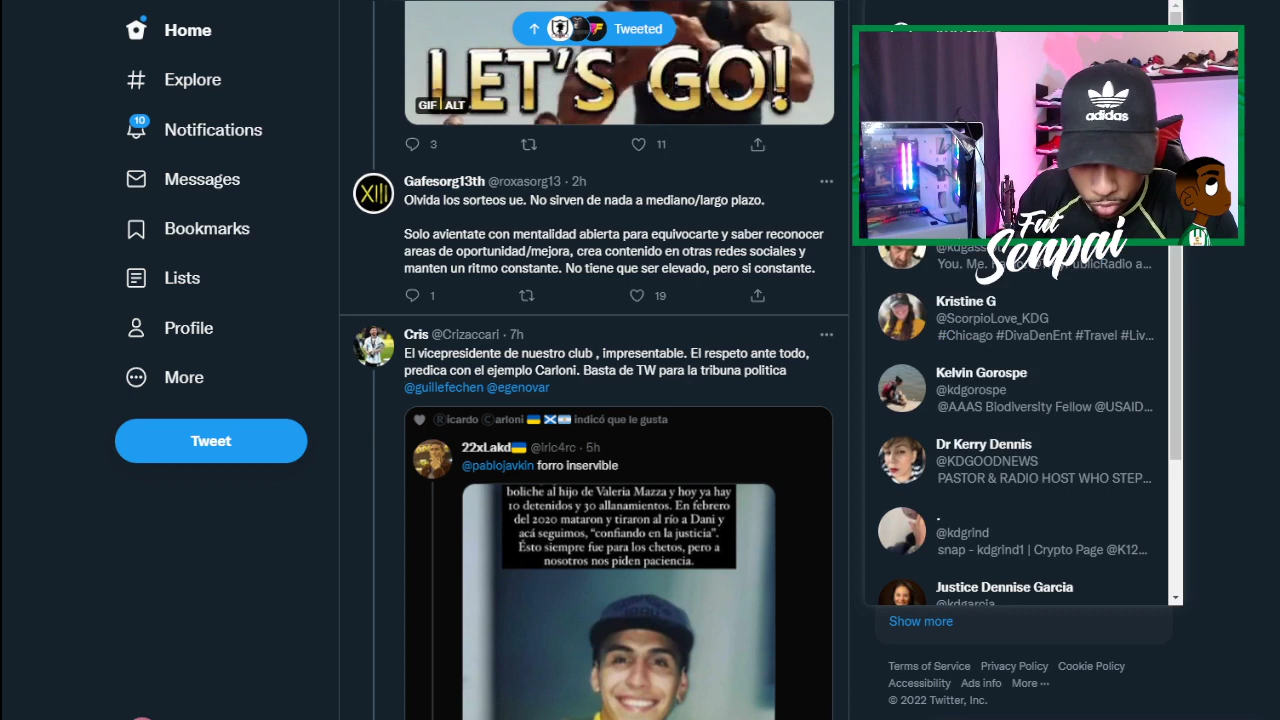 Home
Explore
10
Notifications
Messages
Bookmarks
Lists
Profile
More
Tweet
Tweeted
LET'S GO!
GIF ALT
3
11
Gafesorg13th @roxasorg13 · 2h
Olvida los sorteos ue. No sirven de nada a mediano/largo plazo.
Solo avientate con mentalidad abierta para equivocarte y saber reconocer
areas de oportunidad/mejora, crea contenido en otras redes sociales y
manten un ritmo constante. No tiene que ser elevado, pero si constante.
1
19
XIII
Cris @Crizaccari · 7h
El vicepresidente de nuestro club , impresentable. El respeto ante todo,
predica con el ejemplo Carloni. Basta de TW para la tribuna politica
@guillefechen @egenovar
Ⓡicardo Ⓒarloni indicó que le gusta
22xLakd @irlc4rc · 5h
@pablojavkin forro inservible
boliche al hijo de Valeria Mazza y hoy ya hay
10 detenidos y 30 allanamientos. En febrero
del 2020 mataron y tiraron al río a Dani y
acá seguimos, “confiando en la justicia”.
Ésto siempre fue para los chetos, pero a
nosotros nos piden paciencia.
adidas
Fut
Senpai
You. Me.
Kristine G
@ScorpioLove_KDG
#Chicago #DivaDenEnt #Travel #Liv...
Kelvin Gorospe
@kdgorospe
@AAAS Biodiversity Fellow @USAID...
Dr Kerry Dennis
@KDGOODNEWS
PASTOR & RADIO HOST WHO STEP...
.
@kdgrind
snap - kdgrind1 | Crypto Page @K12...
Justice Dennise Garcia
@kdgarcia
Show more
Terms of Service Privacy Policy Cookie Policy
Accessibility Ads info More ···
© 2022 Twitter, Inc.